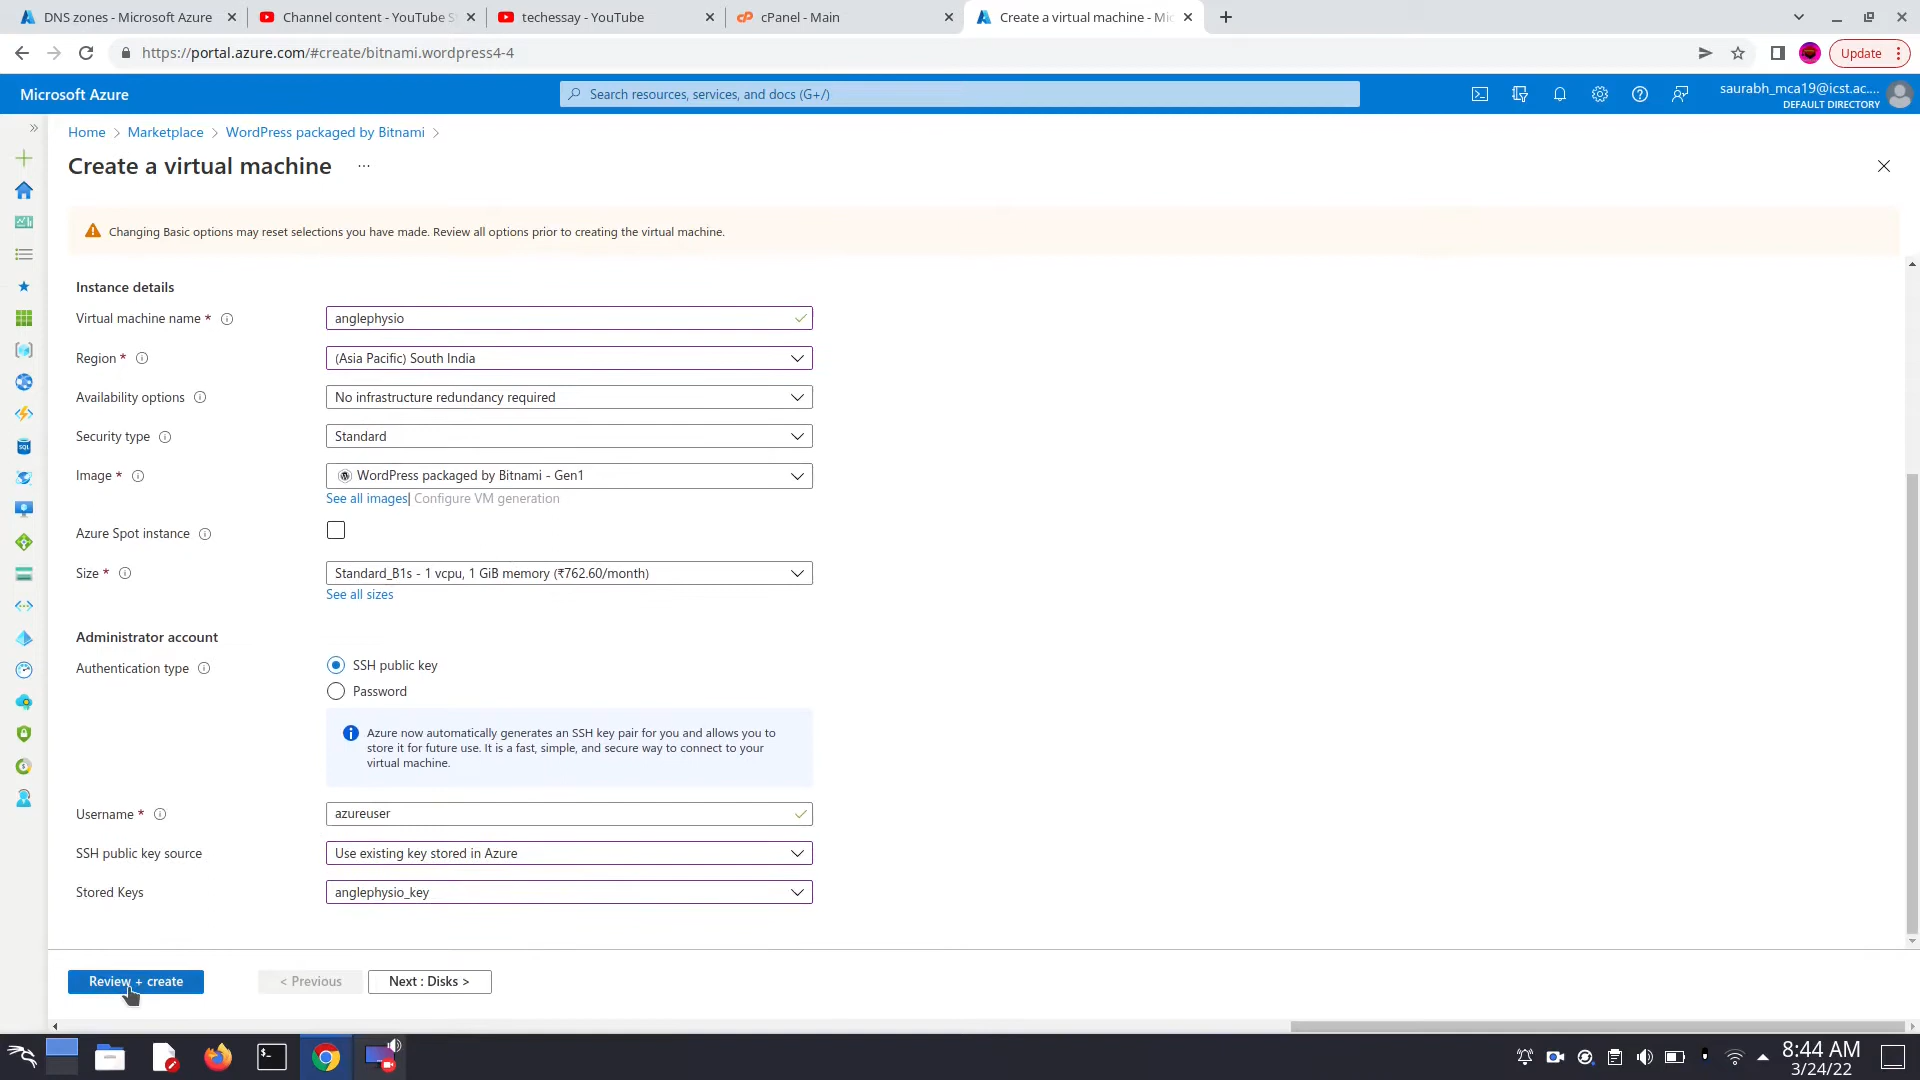 DNS zones - Microsoft Azure
Channel content - YouTube S
techessay - YouTube
cPanel - Main
Create a virtual machine - Mic
https://portal.azure.com/#create/bitnami.wordpress4-4
Update
Microsoft Azure
Search resources, services, and docs (G+/)
saurabh_mca19@icst.ac....
DEFAULT DIRECTORY
Home > Marketplace > WordPress packaged by Bitnami >
Create a virtual machine ...
Changing Basic options may reset selections you have made. Review all options prior to creating the virtual machine.
Instance details
Virtual machine name *
anglephysio
Region *
(Asia Pacific) South India
Availability options
No infrastructure redundancy required
Security type
Standard
Image *
WordPress packaged by Bitnami - Gen1
See all images| Configure VM generation
Azure Spot instance
Size *
Standard_B1s - 1 vcpu, 1 GiB memory (₹762.60/month)
See all sizes
Administrator account
Authentication type
SSH public key
Password
Azure now automatically generates an SSH key pair for you and allows you to
store it for future use. It is a fast, simple, and secure way to connect to your
virtual machine.
Username *
azureuser
SSH public key source
Use existing key stored in Azure
Stored Keys
anglephysio_key
Review + create
< Previous
Next : Disks >
8:44 AM
3/24/22